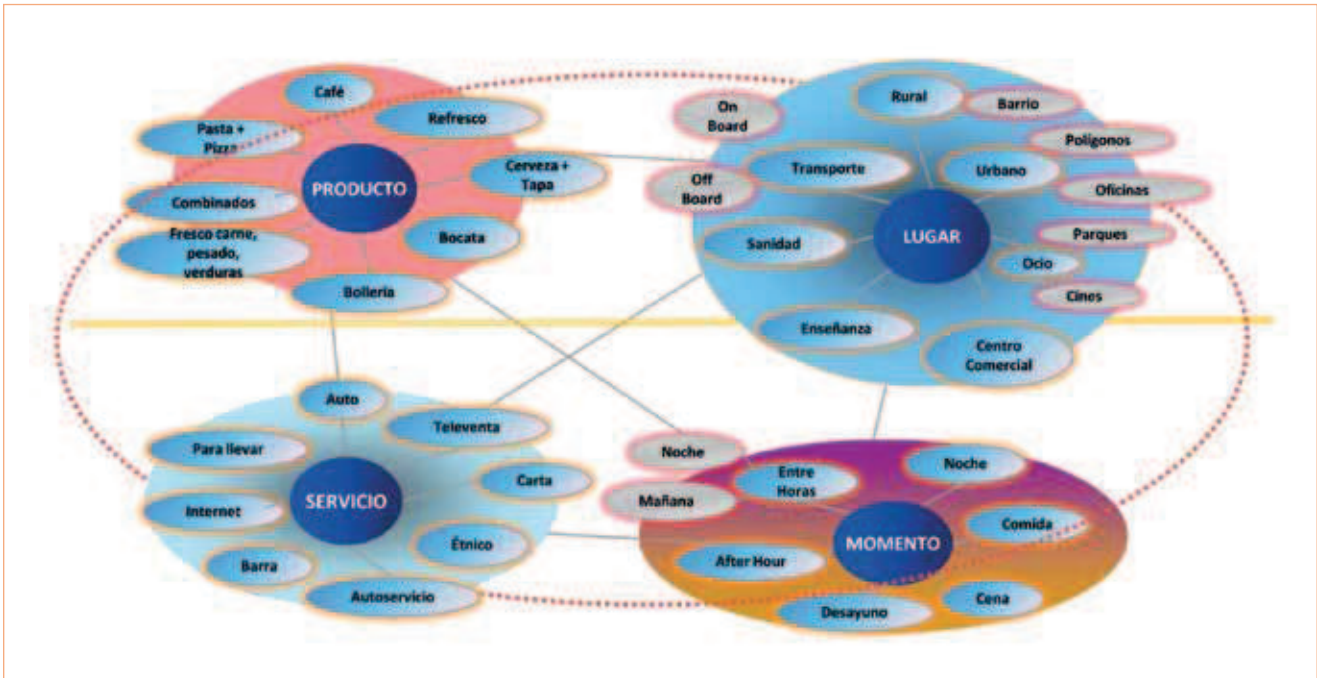 Café
Refresco
Pasta +
Pizza
Cerveza +
Tapa
PRODUCTO
Combinados
Fresco carne,
pesado,
verduras
Bocata
Bollería
On
Board
Rural
Barrio
Polígonos
Transporte
Urbano
Off
Board
Oficinas
LUGAR
Sanidad
Parques
Ocio
Cines
Enseñanza
Centro
Comercial
Auto
Televenta
Para llevar
Carta
SERVICIO
Internet
Étnico
Barra
Autoservicio
Noche
Entre
Horas
Noche
Mañana
Comida
MOMENTO
After Hour
Cena
Desayuno